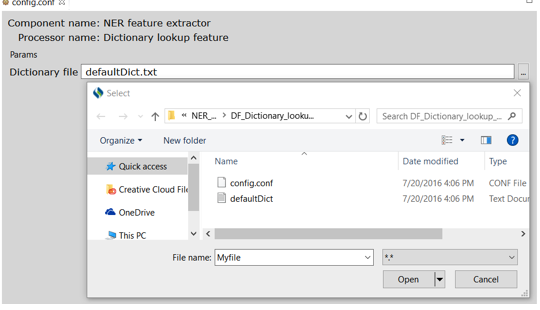 config.conf
Component name: NER feature extractor
Processor name: Dictionary lookup feature
Params
Dictionary file defaultDict.txt ...
Select
« NER_... > DF_Dictionary_looku... Search DF_Dictionary_lookup_...
Organize New folder
Quick access
Creative Cloud File
OneDrive
This PC
Name Date modified Type
config.conf 7/20/2016 4:06 PM CONF File
defaultDict 7/20/2016 4:06 PM Text Docum
File name: Myfile *.*
Open Cancel